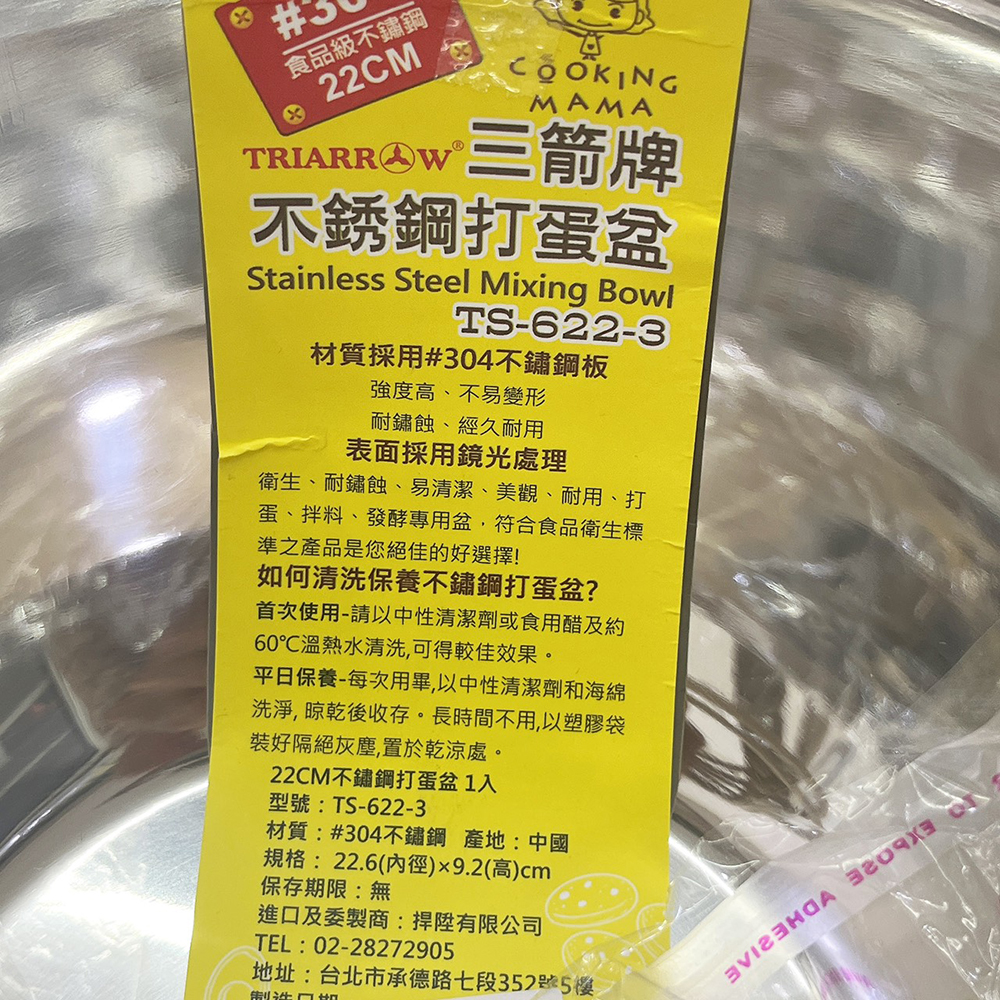 食品級不鏽鋼
22CM
COOKING
MAMA
TRIARROW® 三箭牌
不銹鋼打蛋盆
Stainless Steel Mixing Bowl
TS-622-3
材質採用#304不鏽鋼板
強度高、不易變形
耐鏽蝕、經久耐用
表面採用鏡光處理
衛生、耐鏽蝕、易清潔、美觀、耐用、打
蛋、拌料、發酵專用盆，符合食品衛生標
準之產品是您絕佳的好選擇!
如何清洗保養不鏽鋼打蛋盆?
首次使用-請以中性清潔劑或食用醋及約
60℃溫熱水清洗,可得較佳效果。
平日保養-每次用畢,以中性清潔劑和海綿
洗淨, 晾乾後收存。長時間不用,以塑膠袋
裝好隔絕灰塵,置於乾涼處。
22CM不鏽鋼打蛋盆 1入
型號：TS-622-3
材質：#304不鏽鋼 產地：中國
規格： 22.6(內徑)×9.2(高)cm
保存期限：無
進口及委製商：捍陞有限公司
TEL：02-28272905
地址：台北市承德路七段352號5樓
製造日期
TO EXPOSE ADHESIVE